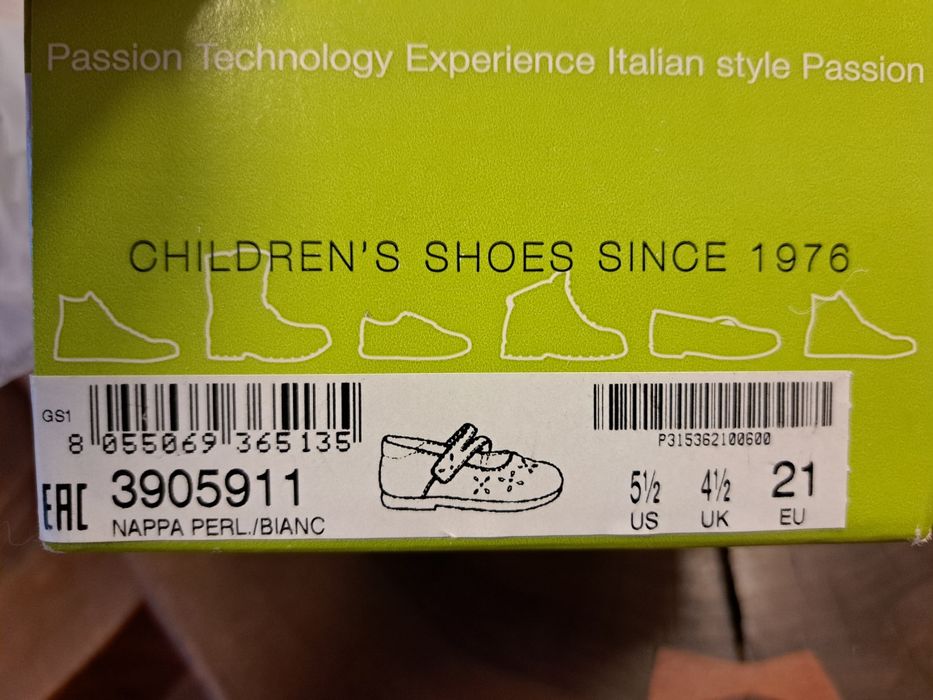 Passion Technology Experience Italian style Passion
CHILDREN'S SHOES SINCE 1976
GS1
8 055069 365135
P315362100600
EAC
3905911
NAPPA PERL./BIANC
5½ 4½ 21
US UK EU